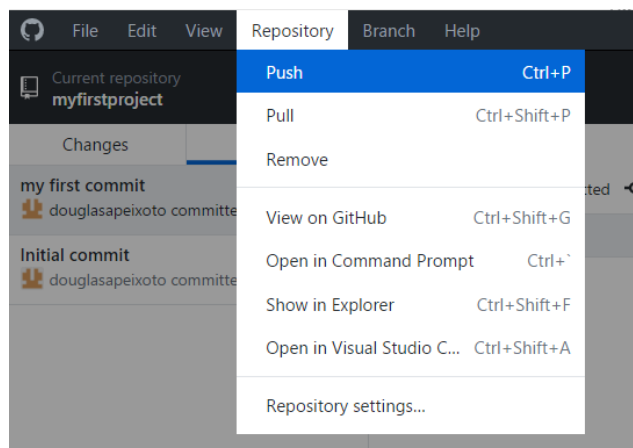 File Edit View Repository Branch Help
Current repository
myfirstproject
Push Ctrl+P
Pull Ctrl+Shift+P
Remove
View on GitHub Ctrl+Shift+G
Open in Command Prompt Ctrl+`
Show in Explorer Ctrl+Shift+F
Open in Visual Studio C... Ctrl+Shift+A
Repository settings...
Changes
my first commit
douglasapeixoto committe
Initial commit
douglasapeixoto committe
tted